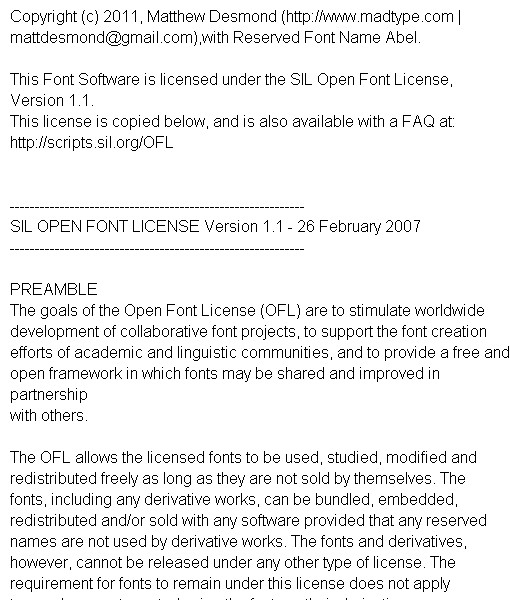 Copyright (c) 2011, Matthew Desmond (http://www.madtype.com |
mattdesmond@gmail.com),with Reserved Font Name Abel.
This Font Software is licensed under the SIL Open Font License,
Version 1.1.
This license is copied below, and is also available with a FAQ at:
http://scripts.sil.org/OFL
-----------------------------------------------------------
SIL OPEN FONT LICENSE Version 1.1 - 26 February 2007
-----------------------------------------------------------
PREAMBLE
The goals of the Open Font License (OFL) are to stimulate worldwide
development of collaborative font projects, to support the font creation
efforts of academic and linguistic communities, and to provide a free and
open framework in which fonts may be shared and improved in
partnership
with others.
The OFL allows the licensed fonts to be used, studied, modified and
redistributed freely as long as they are not sold by themselves. The
fonts, including any derivative works, can be bundled, embedded,
redistributed and/or sold with any software provided that any reserved
names are not used by derivative works. The fonts and derivatives,
however, cannot be released under any other type of license. The
requirement for fonts to remain under this license does not apply